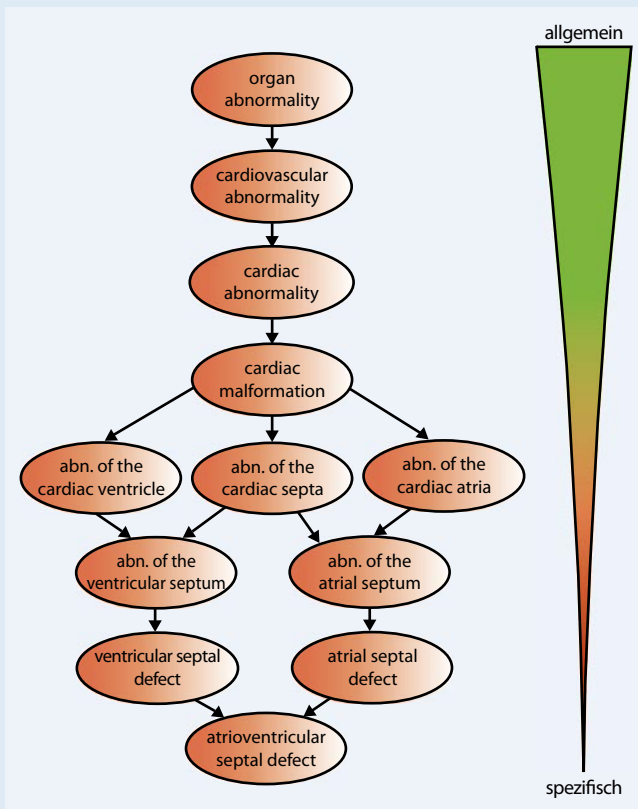 allgemein
organ
abnormality
cardiovascular
abnormality
cardiac
abnormality
cardiac
malformation
abn. of the
cardiac ventricle
abn. of the
cardiac septa
abn. of the
cardiac atria
abn. of the
ventricular septum
abn. of the
atrial septum
ventricular septal
defect
atrial septal
defect
atrioventricular
septal defect
spezifisch